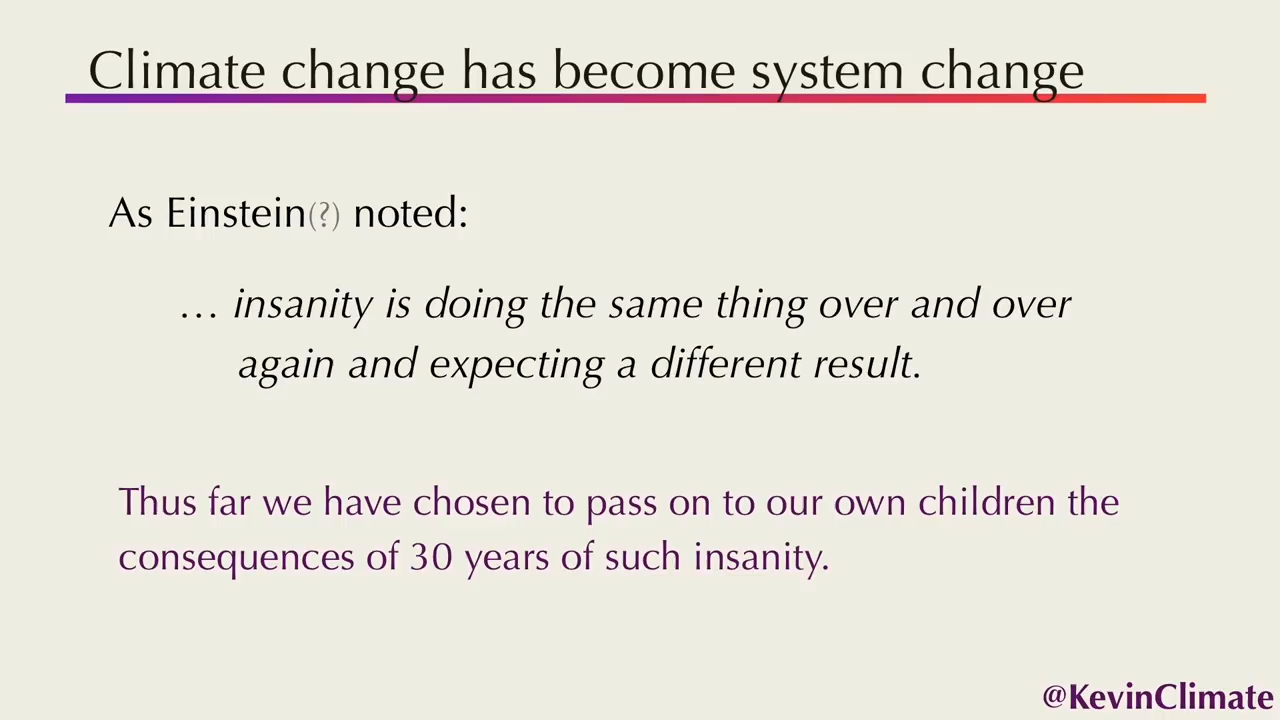 Climate change has become system change
As Einstein(?) noted:
… insanity is doing the same thing over and over
again and expecting a different result.
Thus far we have chosen to pass on to our own children the
consequences of 30 years of such insanity.
@KevinClimate